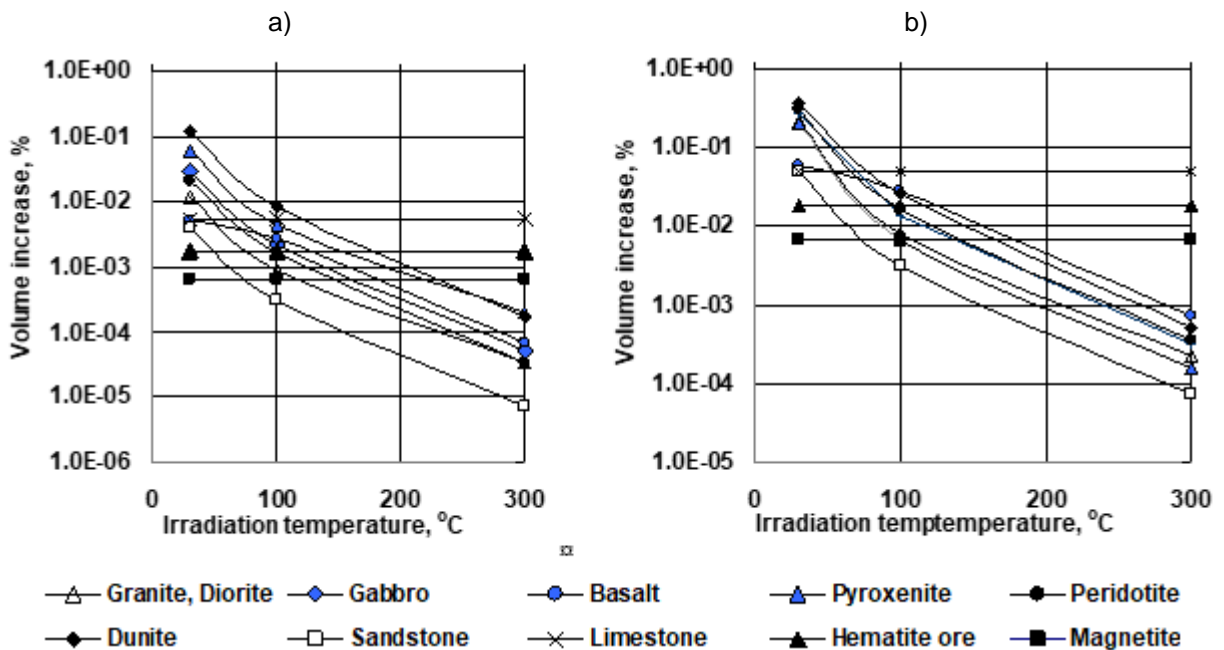 a)
b)
1.0E+00
1.0E-01
1.0E-02
1.0E-03
1.0E-04
1.0E-05
1.0E-06
Volume increase, %
0 100 200 300
Irradiation temperature, °C
1.0E+00
1.0E-01
1.0E-02
1.0E-03
1.0E-04
1.0E-05
Volume increase, %
0 100 200 300
Irradiation temptemperature, °C
¤
Granite, Diorite Gabbro Basalt Pyroxenite Peridotite
Dunite Sandstone Limestone Hematite ore Magnetite